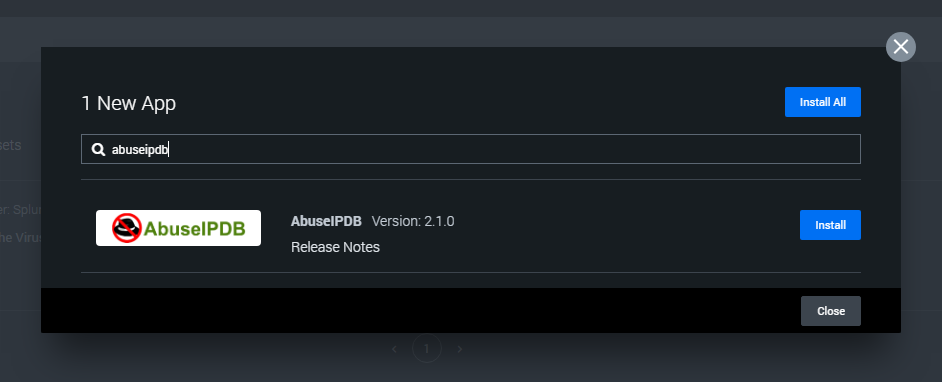 1 New App
Install All
abuseipdb
sets
er: Splu
he Virus
AbuseIPDB
AbuseIPDB Version: 2.1.0
Install
Release Notes
Close
1